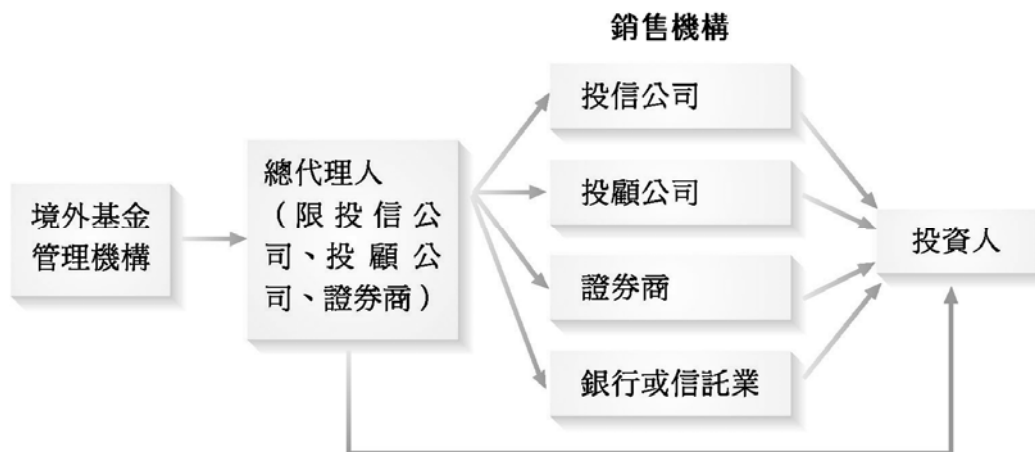 銷售機構
境外基金
管理機構
總代理人
（限投信公
司、投顧公
司、證券商）
投信公司
投顧公司
證券商
銀行或信託業
投資人